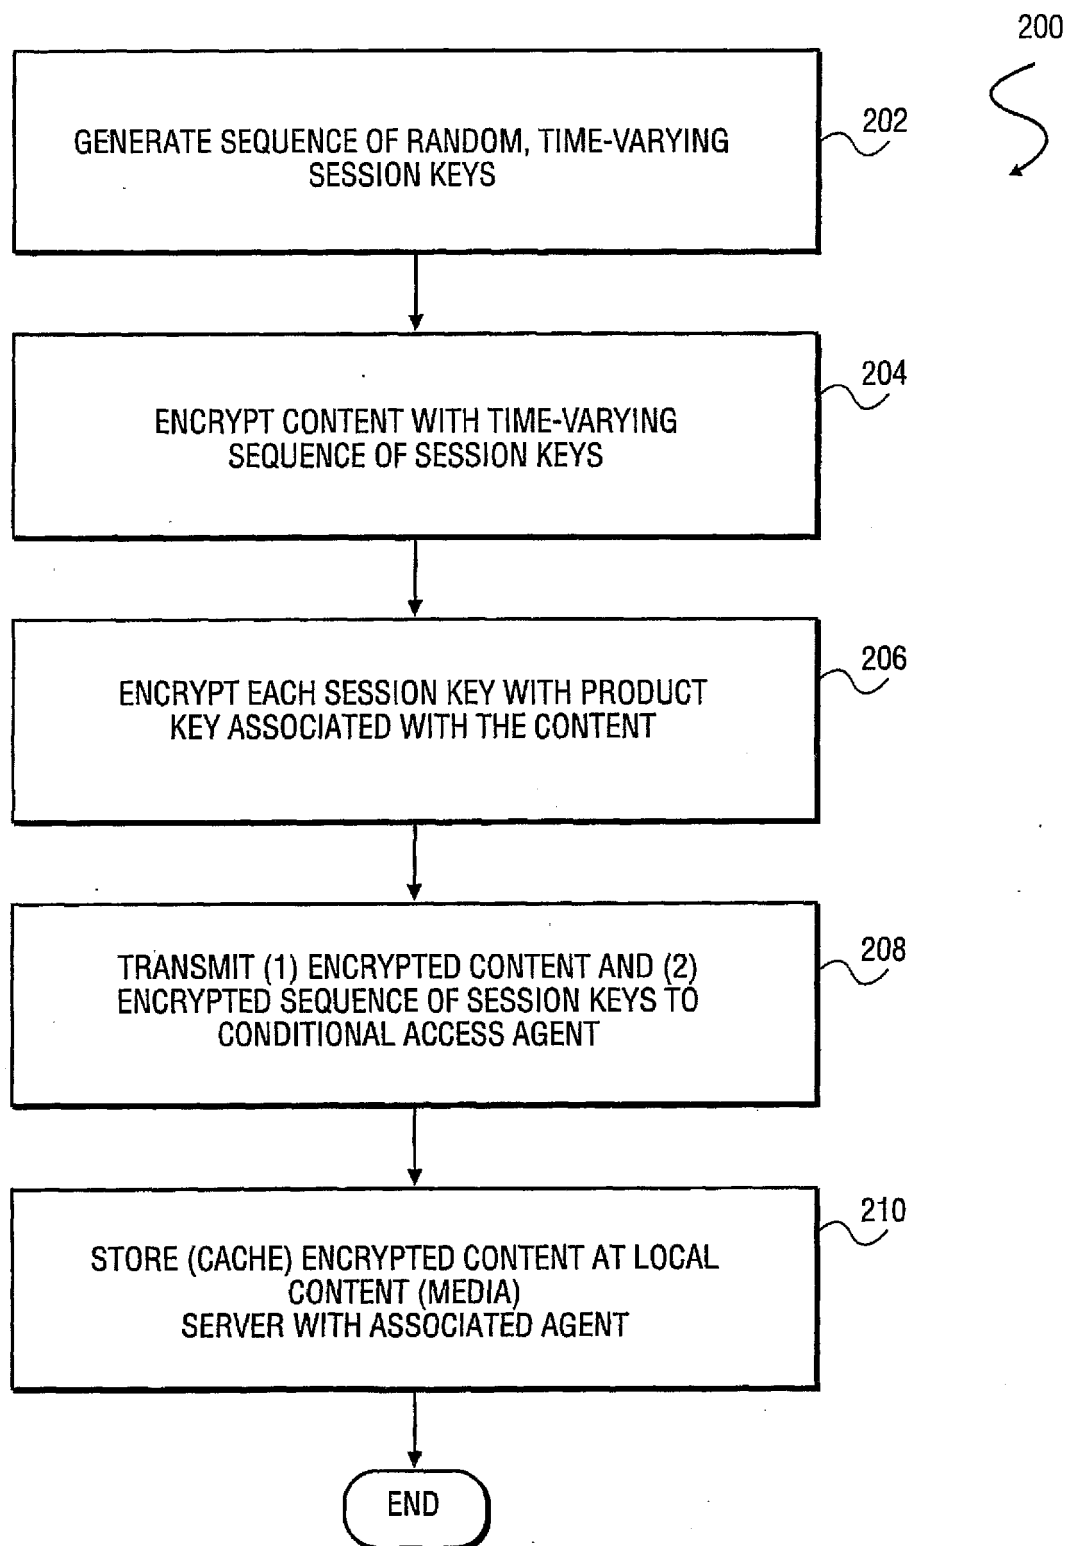 200
GENERATE SEQUENCE OF RANDOM, TIME-VARYING
SESSION KEYS
202
ENCRYPT CONTENT WITH TIME-VARYING
SEQUENCE OF SESSION KEYS
204
ENCRYPT EACH SESSION KEY WITH PRODUCT
KEY ASSOCIATED WITH THE CONTENT
206
TRANSMIT (1) ENCRYPTED CONTENT AND (2)
ENCRYPTED SEQUENCE OF SESSION KEYS TO
CONDITIONAL ACCESS AGENT
208
STORE (CACHE) ENCRYPTED CONTENT AT LOCAL
CONTENT (MEDIA)
SERVER WITH ASSOCIATED AGENT
210
END